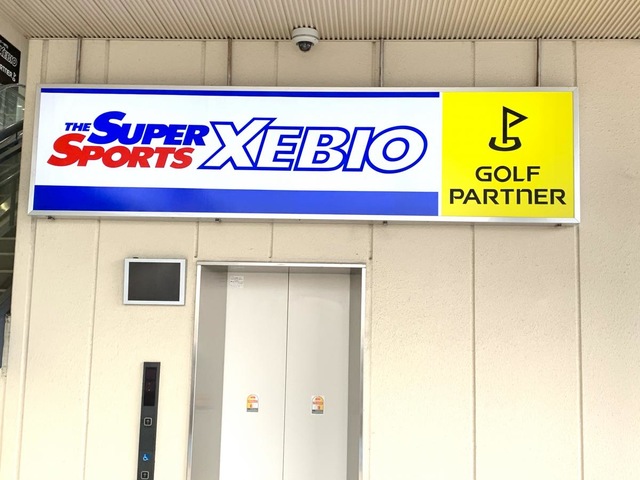 THE SUPER
SPORTS
XEBIO
GOLF
PARTNER